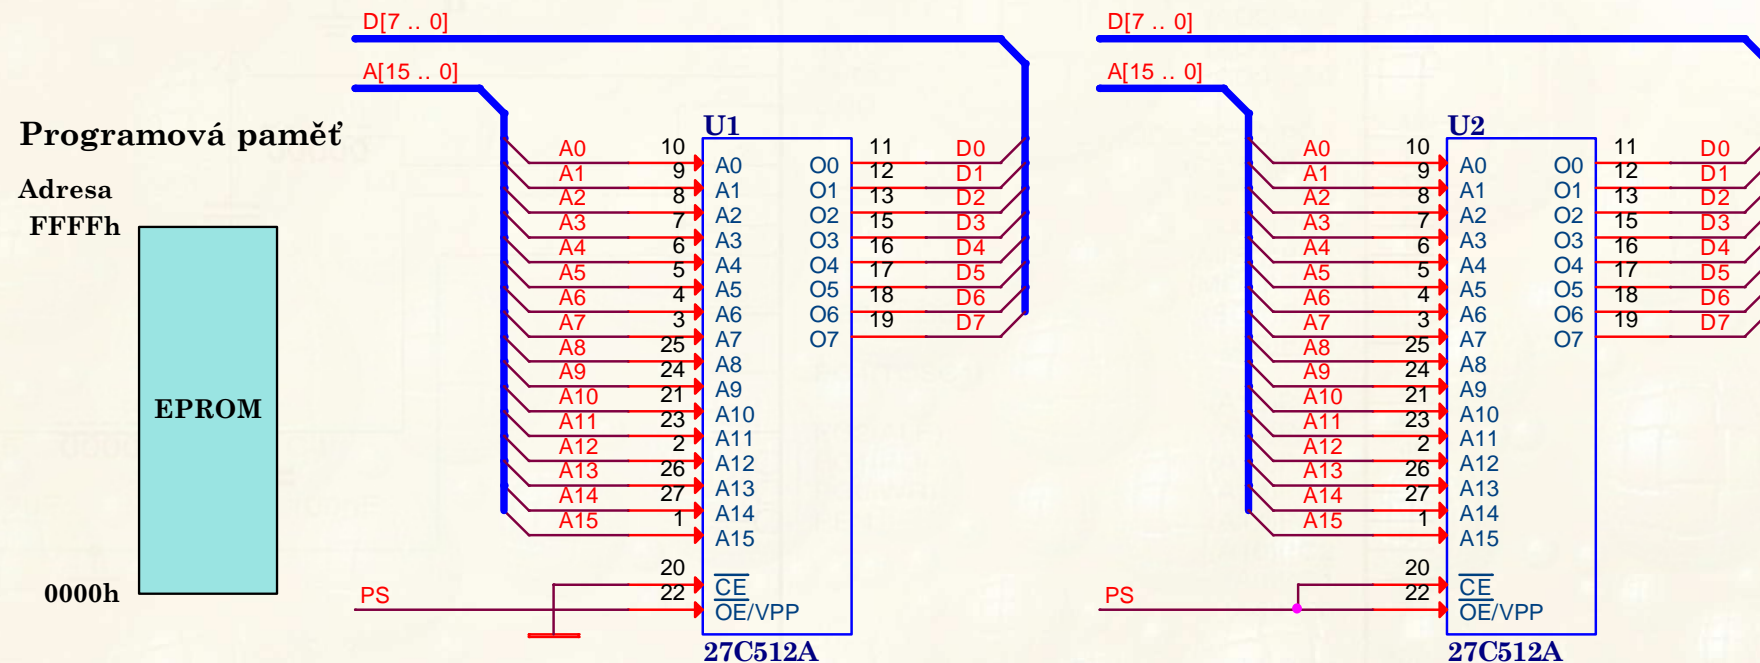 D[7 .. 0]
A[15 .. 0]
Programová paměť
Adresa
FFFFh
EPROM
0000h
U1
A0 10 A0 O0 11 D0
A1 9 A1 O1 12 D1
A2 8 A2 O2 13 D2
A3 7 A3 O3 15 D3
A4 6 A4 O4 16 D4
A5 5 A5 O5 17 D5
A6 4 A6 O6 18 D6
A7 3 A7 O7 19 D7
A8 25 A8
A9 24 A9
A10 21 A10
A11 23 A11
A12 2 A12
A13 26 A13
A14 27 A14
A15 1 A15
20 CE
PS 22 OE/VPP
27C512A
D[7 .. 0]
A[15 .. 0]
U2
A0 10 A0 O0 11 D0
A1 9 A1 O1 12 D1
A2 8 A2 O2 13 D2
A3 7 A3 O3 15 D3
A4 6 A4 O4 16 D4
A5 5 A5 O5 17 D5
A6 4 A6 O6 18 D6
A7 3 A7 O7 19 D7
A8 25 A8
A9 24 A9
A10 21 A10
A11 23 A11
A12 2 A12
A13 26 A13
A14 27 A14
A15 1 A15
20 CE
PS 22 OE/VPP
27C512A